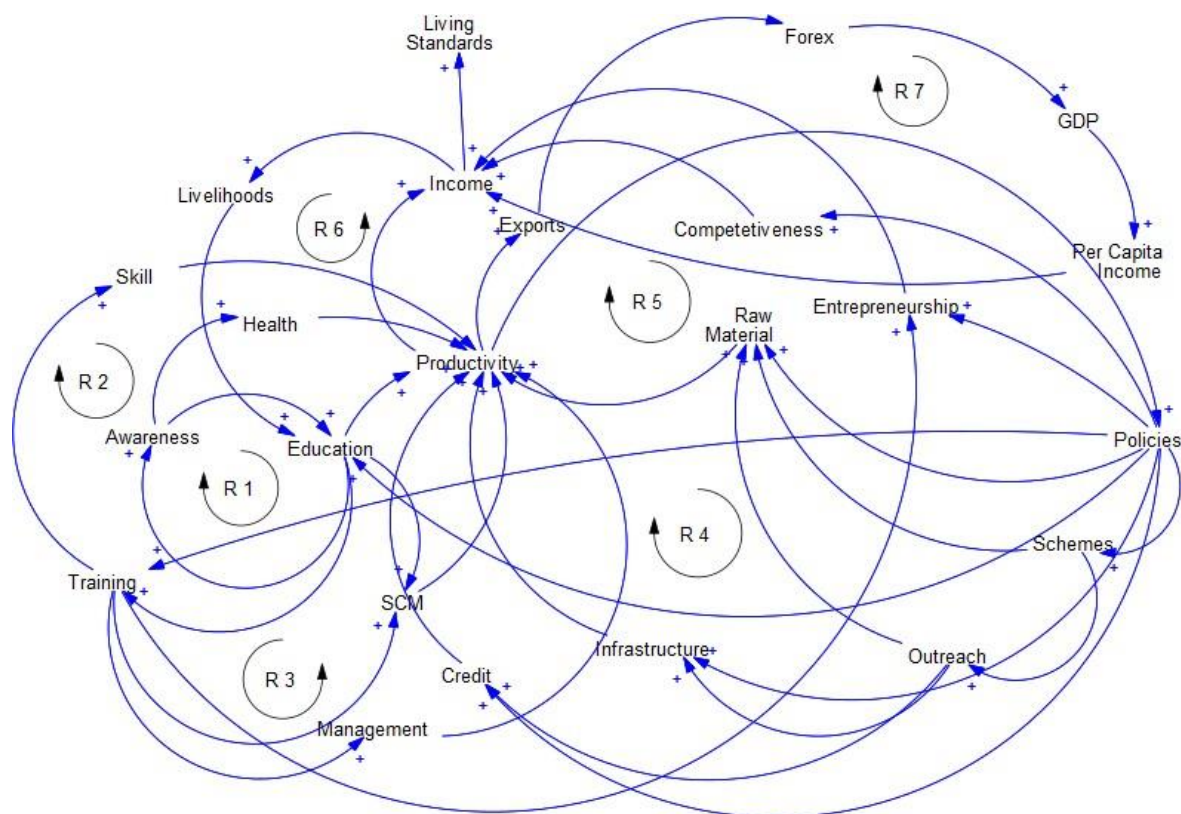 Living
Standards
Forex
R 7
GDP
Livelihoods
Income
R 6
Exports
Competetiveness
Per Capita
Income
Skill
Health
R 5
Raw
Material
Entrepreneurship
Productivity
R 2
Awareness
Education
Policies
R 1
R 4
Training
SCM
Schemes
R 3
Credit
Infrastructure
Outreach
Management